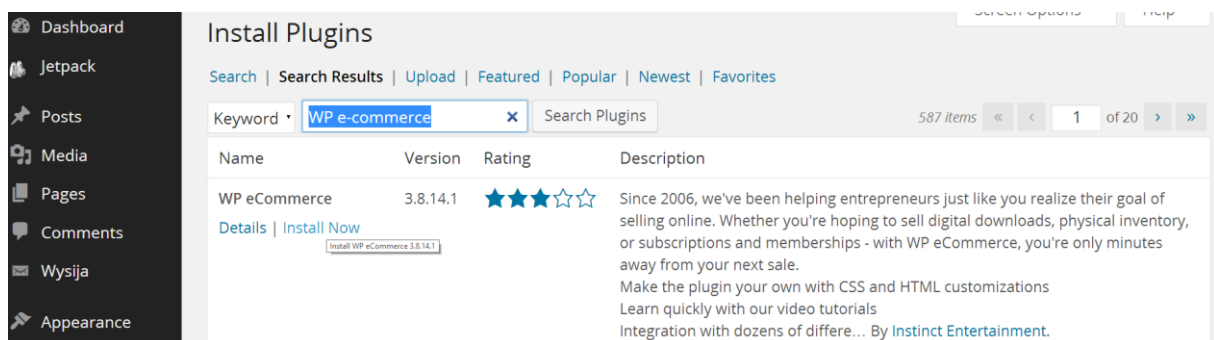 Dashboard
Jetpack
Posts
Media
Pages
Comments
Wysija
Appearance
Screen Options Help
Install Plugins
Search | Search Results | Upload | Featured | Popular | Newest | Favorites
Keyword WP e-commerce × Search Plugins 587 items « ‹ 1 of 20 › »
Name Version Rating Description
WP eCommerce 3.8.14.1
Details | Install Now
Install WP eCommerce 3.8.14.1
Since 2006, we've been helping entrepreneurs just like you realize their goal of
selling online. Whether you're hoping to sell digital downloads, physical inventory,
or subscriptions and memberships - with WP eCommerce, you're only minutes
away from your next sale.
Make the plugin your own with CSS and HTML customizations
Learn quickly with our video tutorials
Integration with dozens of differe... By Instinct Entertainment.